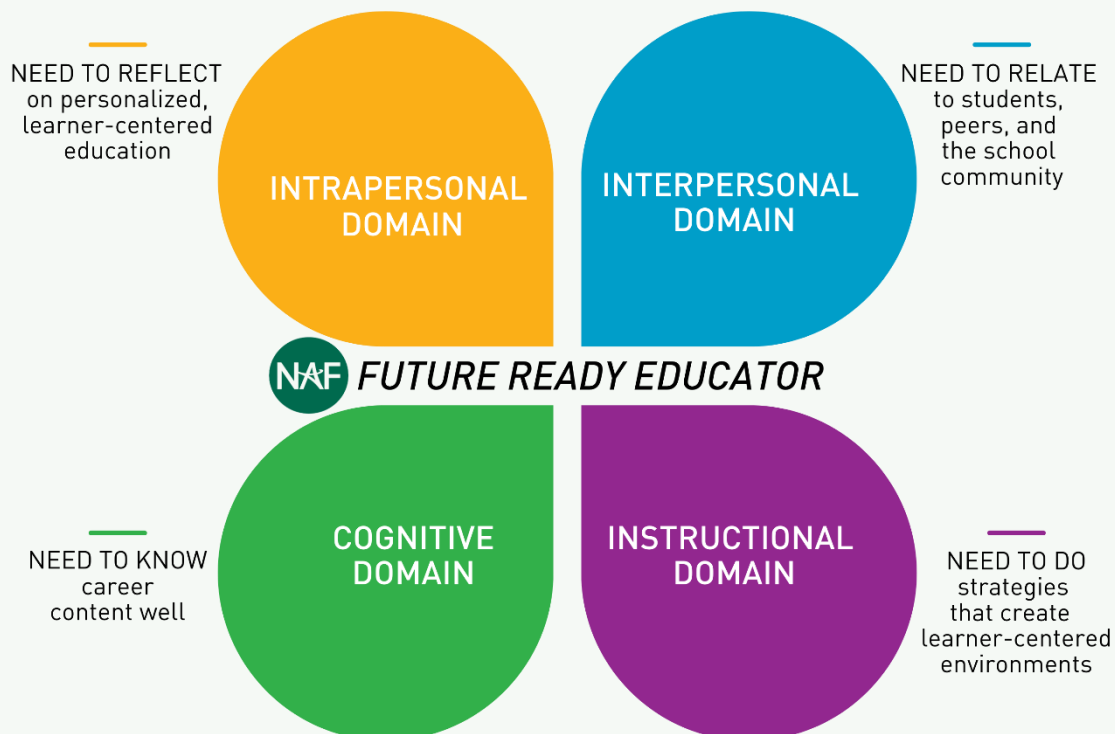 NEED TO REFLECT
on personalized,
learner-centered
education
INTRAPERSONAL
DOMAIN
INTERPERSONAL
DOMAIN
NEED TO RELATE
to students,
peers, and
the school
community
NAF FUTURE READY EDUCATOR
NEED TO KNOW
career
content well
COGNITIVE
DOMAIN
INSTRUCTIONAL
DOMAIN
NEED TO DO
strategies
that create
learner-centered
environments